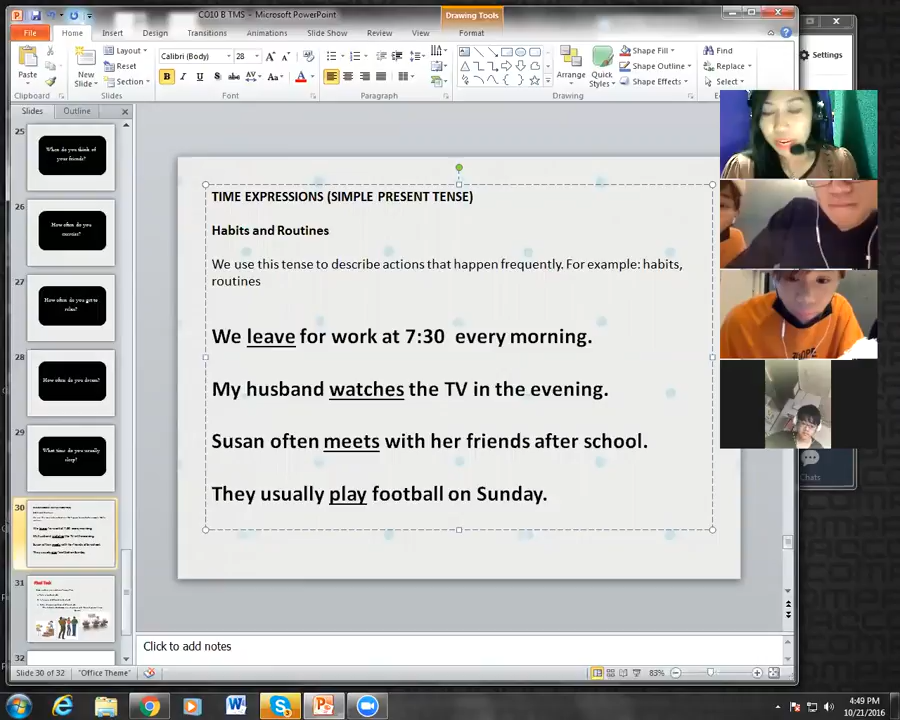 CO10 B TMS - Microsoft PowerPoint
Drawing Tools
File
Home
Insert
Design
Transitions
Animations
Slide Show
Review
View
Format
Settings
Paste
New Slide
Layout
Reset
Section
Calibri (Body)
28
Arrange
Quick Styles
Shape Fill
Shape Outline
Shape Effects
Find
Replace
Select
Clipboard
Slides
Font
Paragraph
Drawing
Editing
Slides
Outline
25
When do you think of your friends?
26
How often do you exercise?
27
How often do you get to relax?
28
How often do you dream?
29
What time do you usually sleep?
30
31
Final Task
32
TIME EXPRESSIONS (SIMPLE PRESENT TENSE)
Habits and Routines
We use this tense to describe actions that happen frequently. For example: habits,
routines
We leave for work at 7:30 every morning.
My husband watches the TV in the evening.
Susan often meets with her friends after school.
They usually play football on Sunday.
Chats
Click to add notes
Slide 30 of 32
"Office Theme"
83%
4:49 PM
10/21/2016